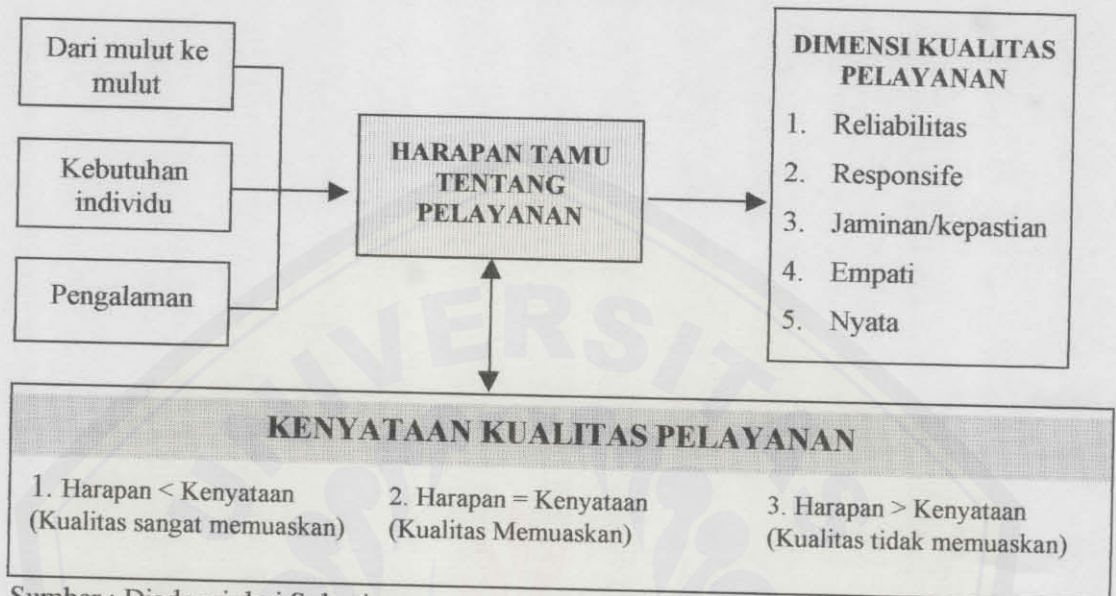 Dari mulut ke
mulut
Kebutuhan
individu
Pengalaman
HARAPAN TAMU
TENTANG
PELAYANAN
DIMENSI KUALITAS
PELAYANAN
1. Reliabilitas
2. Responsife
3. Jaminan/kepastian
4. Empati
5. Nyata
UNIVERSITAS
KENYATAAN KUALITAS PELAYANAN
1. Harapan < Kenyataan
(Kualitas sangat memuaskan)
2. Harapan = Kenyataan
(Kualitas Memuaskan)
3. Harapan > Kenyataan
(Kualitas tidak memuaskan)
Sumber :